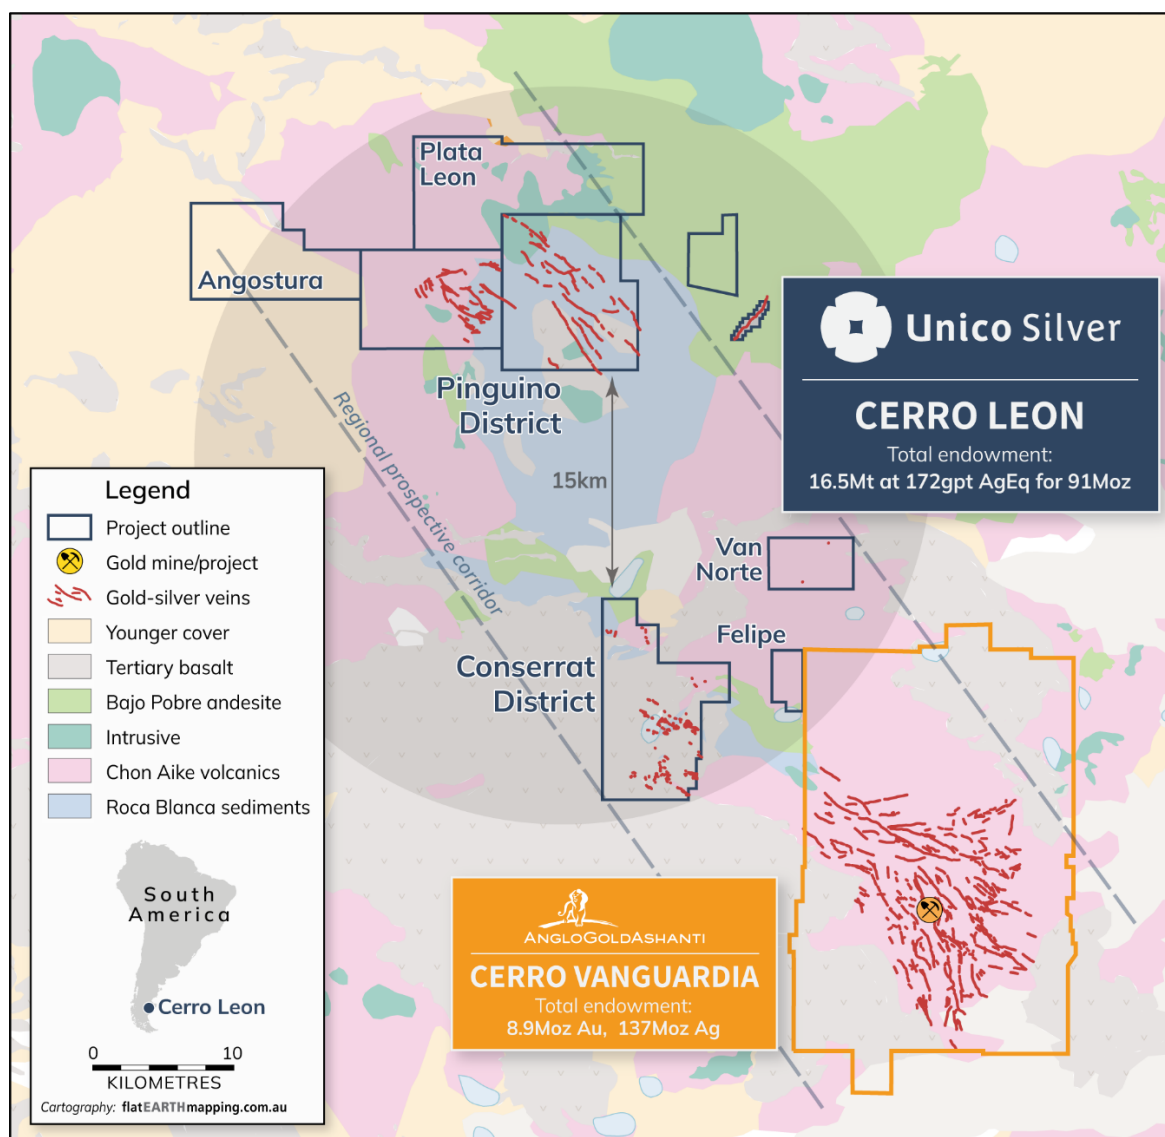 Plata
Leon
Angostura
Pinguino
District
Regional prospective corridor
15km
Unico Silver
CERRO LEON
Total endowment:
16.5Mt at 172gpt AgEq for 91Moz
Van
Norte
Felipe
Conserrat
District
ANGLOGOLDASHANTI
CERRO VANGUARDIA
Total endowment:
8.9Moz Au, 137Moz Ag
Legend
Project outline
Gold mine/project
Gold-silver veins
Younger cover
Tertiary basalt
Bajo Pobre andesite
Intrusive
Chon Aike volcanics
Roca Blanca sediments
South
America
Cerro Leon
0 10
KILOMETRES
Cartography: flatEARTHmapping.com.au